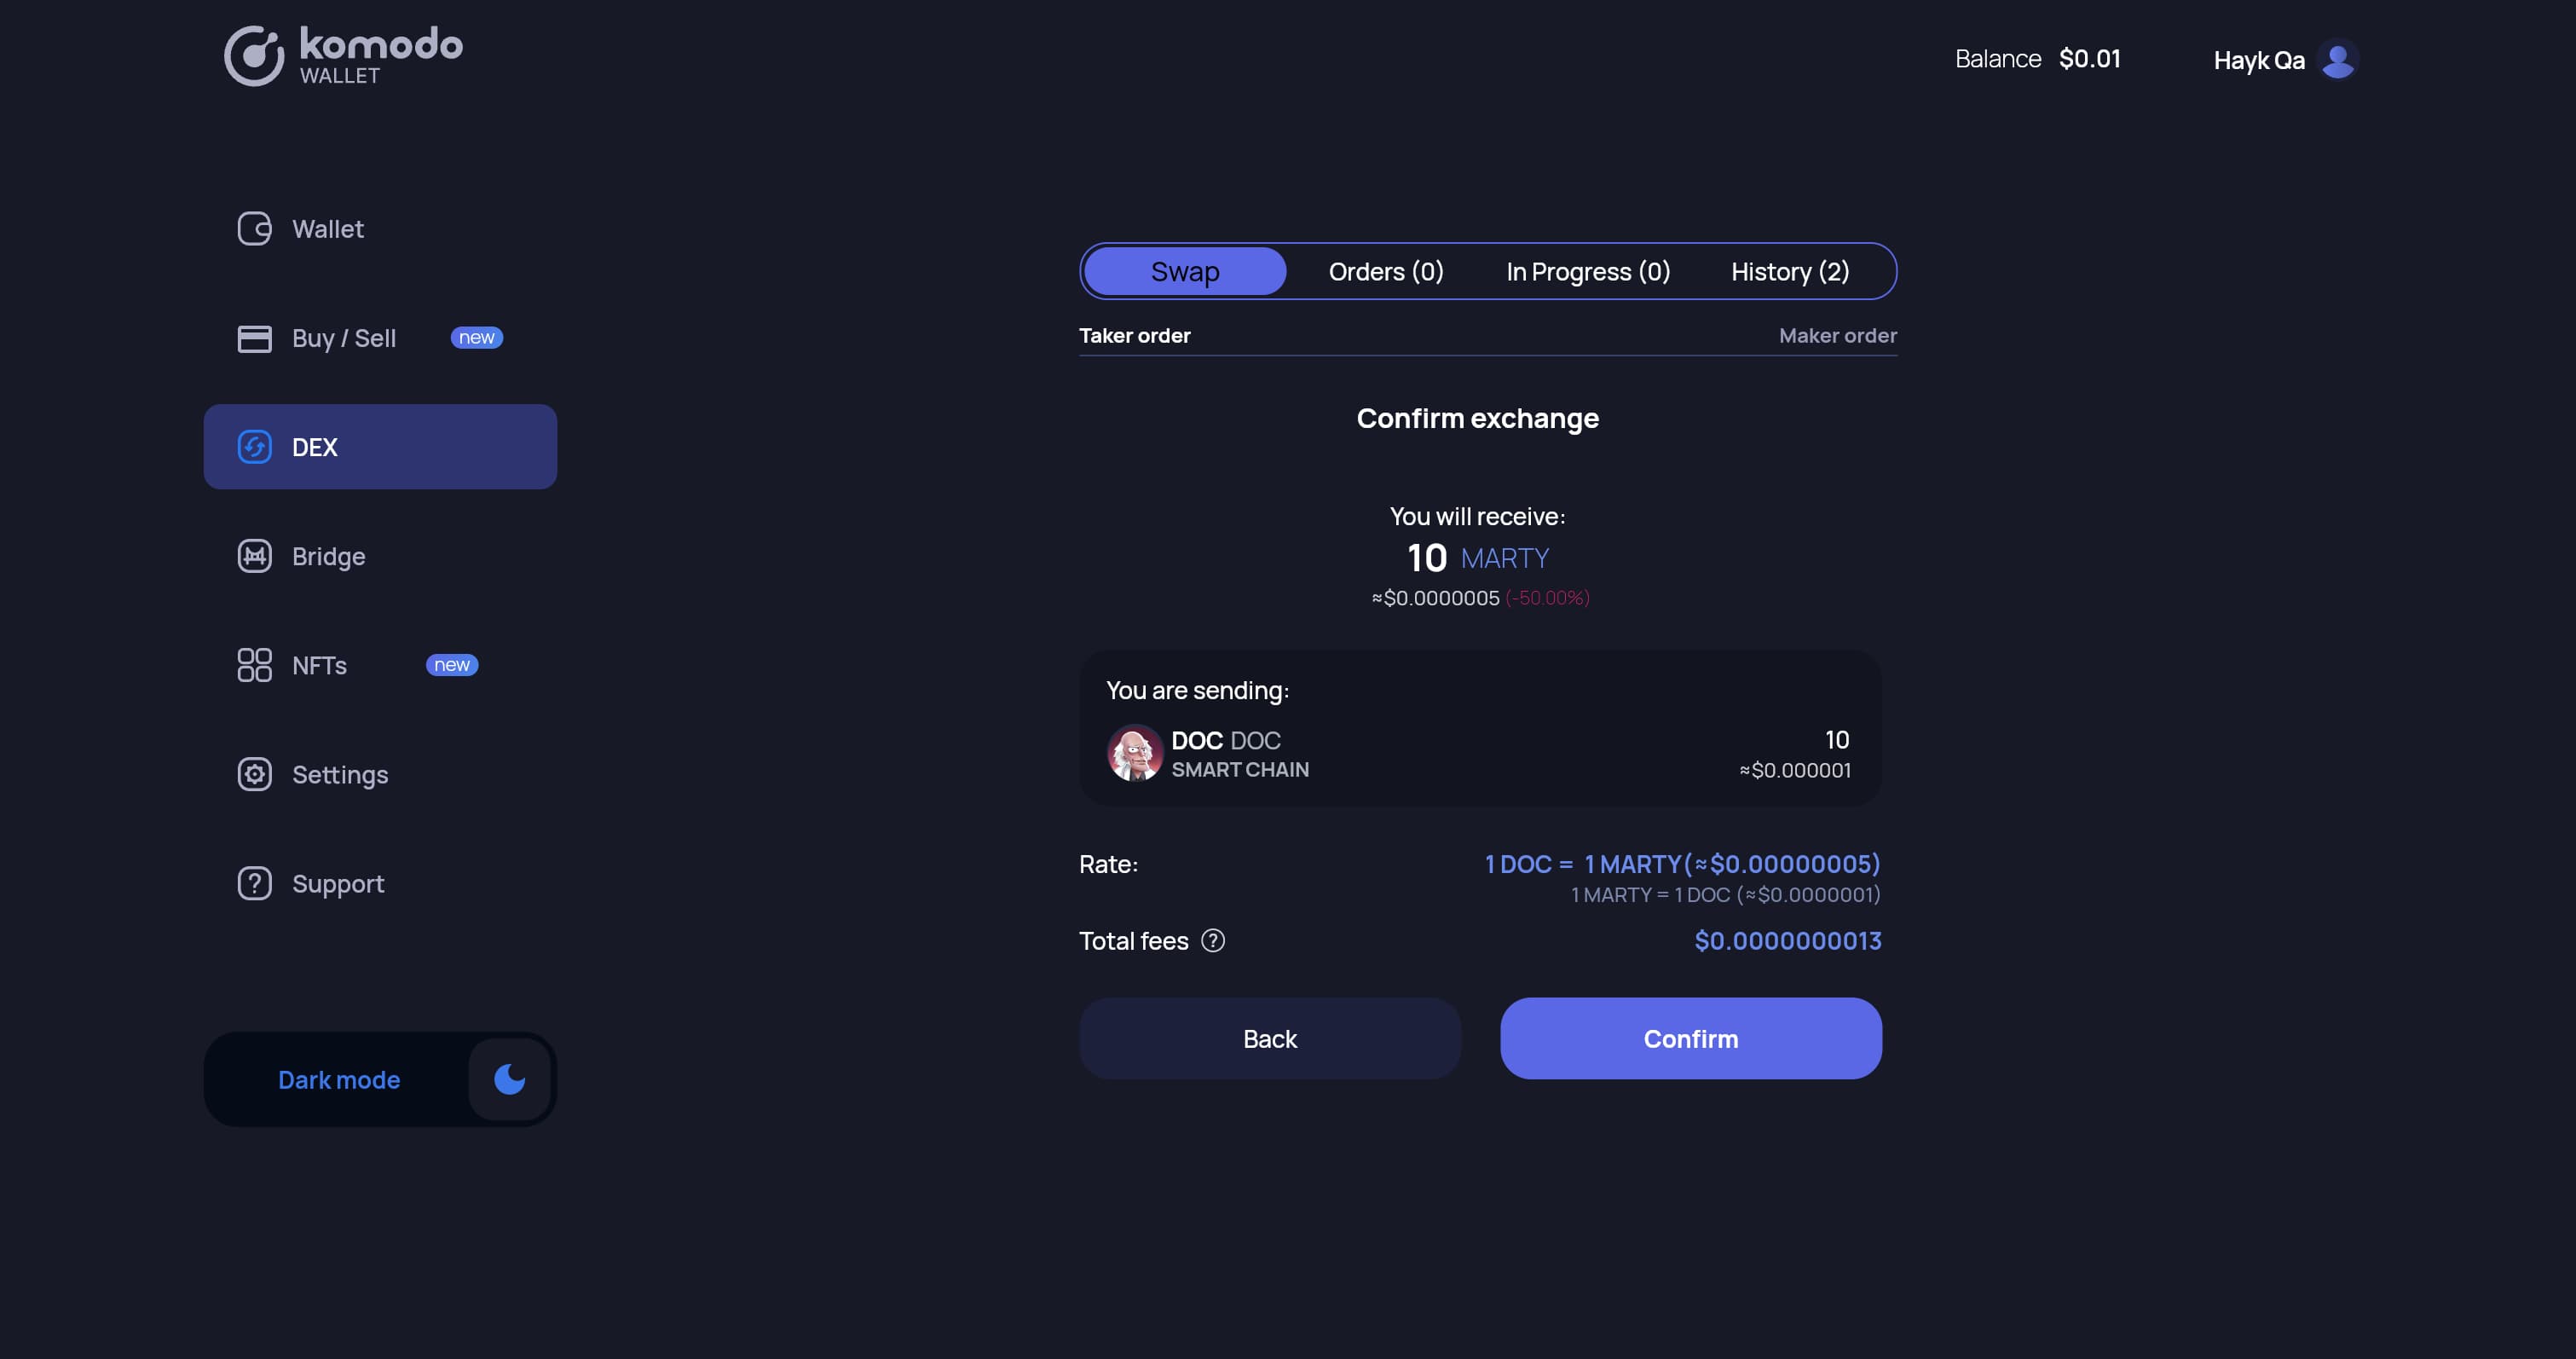 komodo
WALLET
Balance $0.01
Hayk Qa
Wallet
Buy / Sell new
DEX
Bridge
NFTs new
Settings
Support
Dark mode
Swap Orders (0) In Progress (0) History (2)
Taker order Maker order
Confirm exchange
You will receive:
10 MARTY
≈$0.0000005 (-50.00%)
You are sending:
DOC DOC 10
SMART CHAIN ≈$0.000001
Rate: 1 DOC = 1 MARTY(≈$0.00000005)
1 MARTY = 1 DOC (≈$0.0000001)
Total fees ? $0.0000000013
Back Confirm